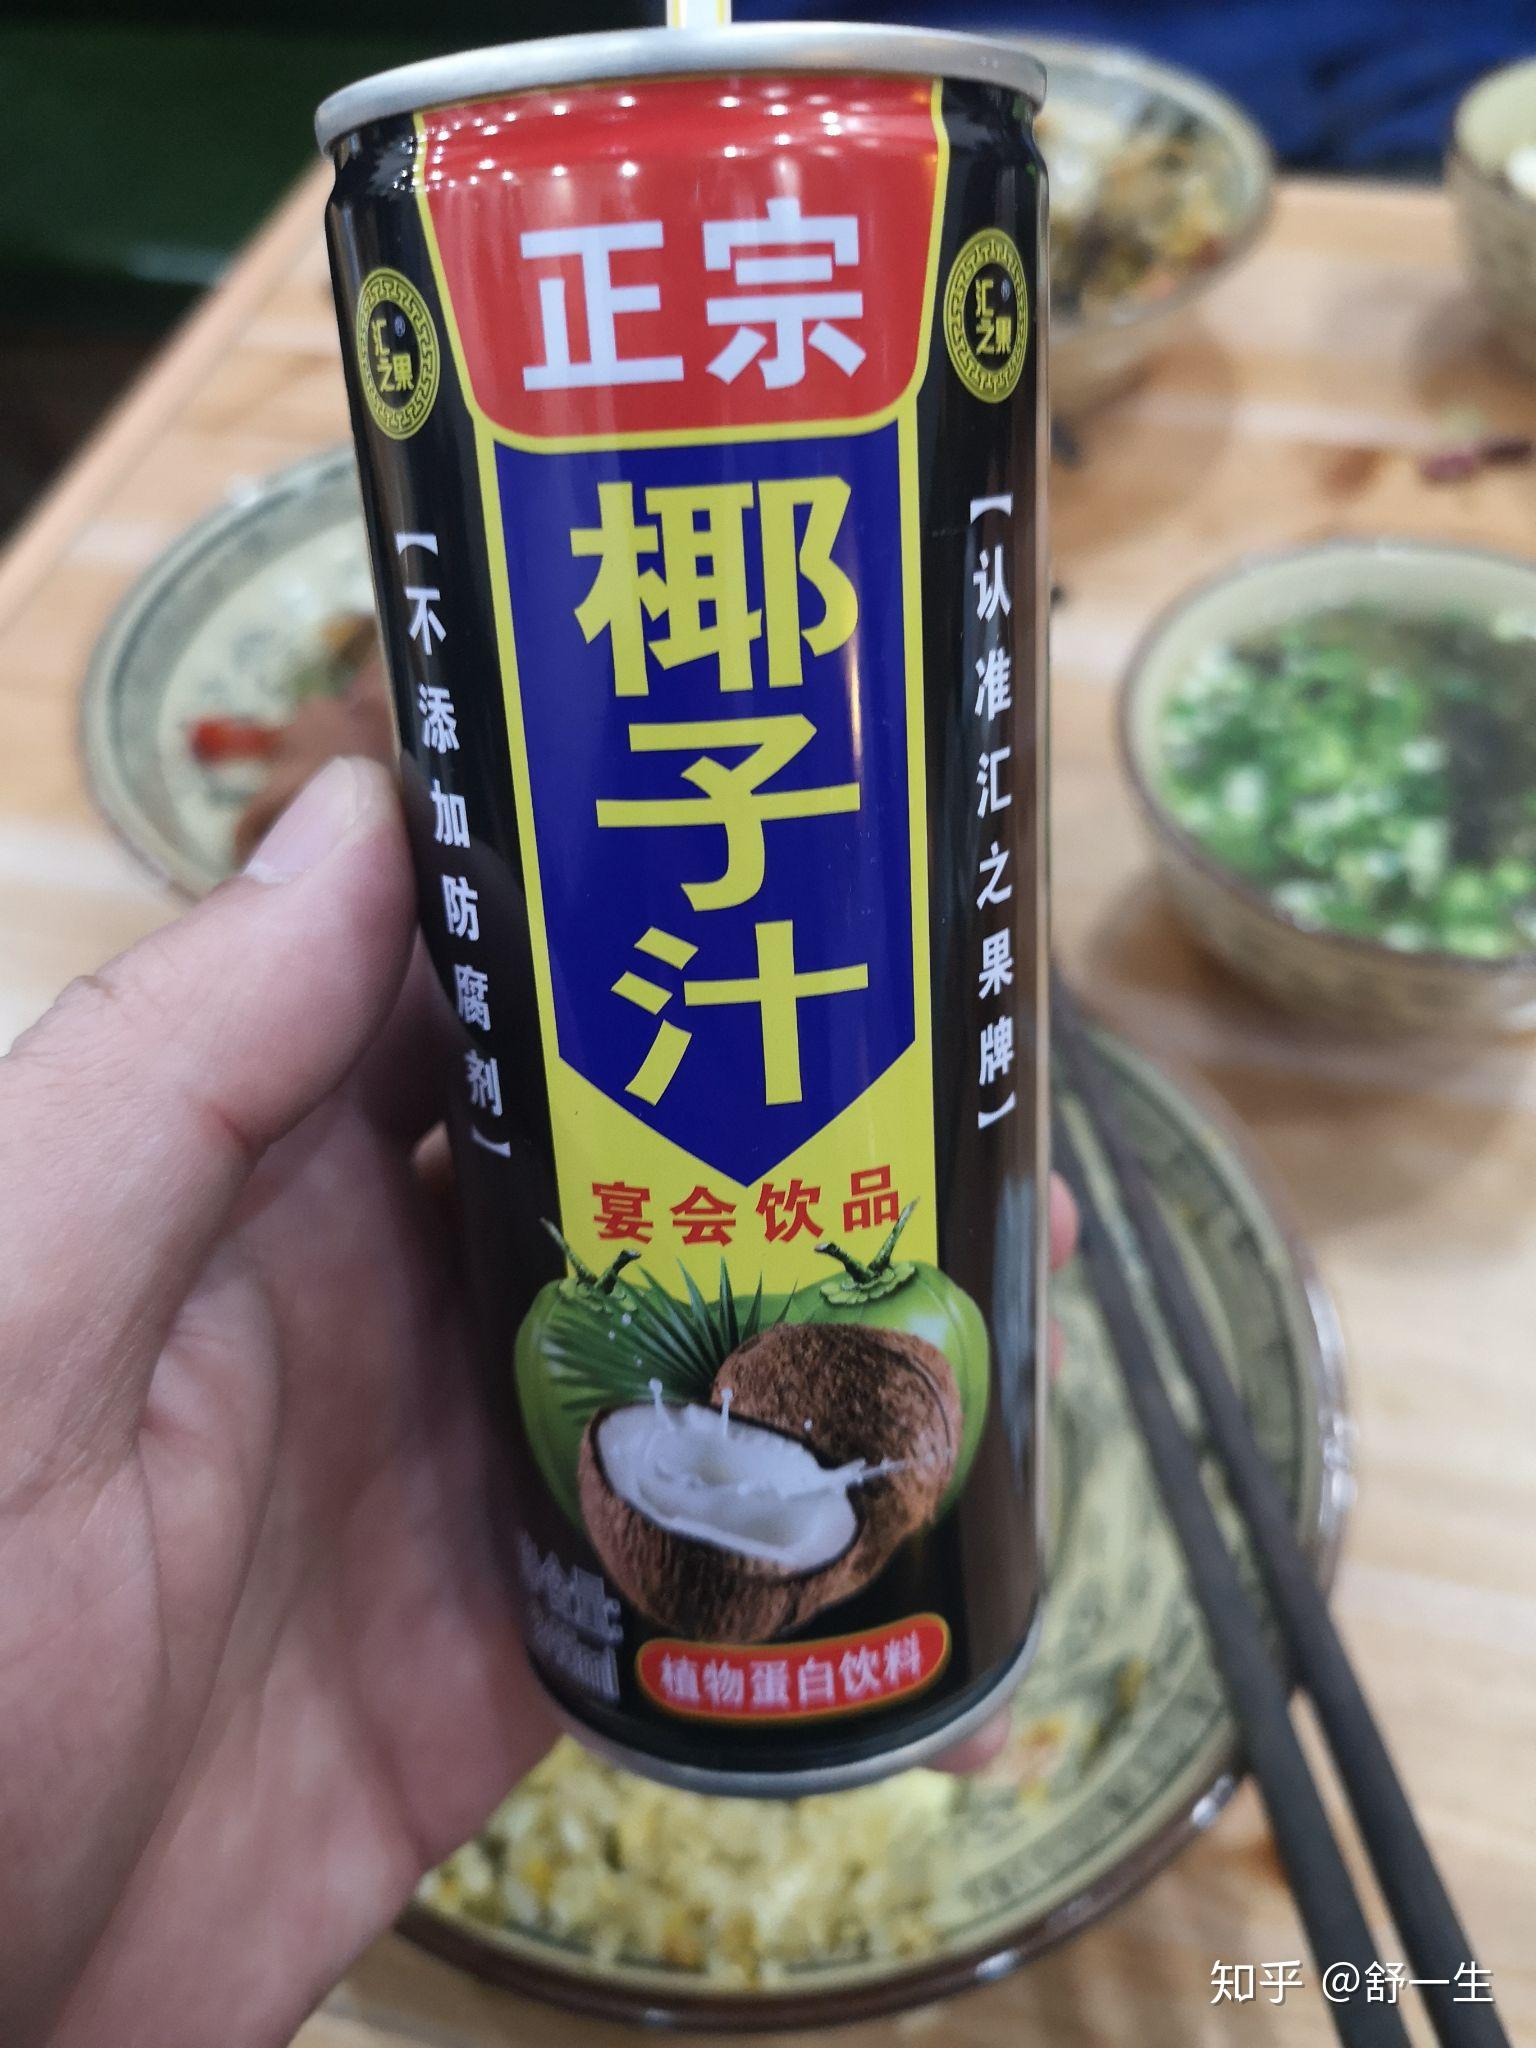 正宗
汇之果®
汇之果®
椰子汁
【不添加防腐剂】
【认准汇之果牌】
宴会饮品
植物蛋白饮料
知乎 @舒一生